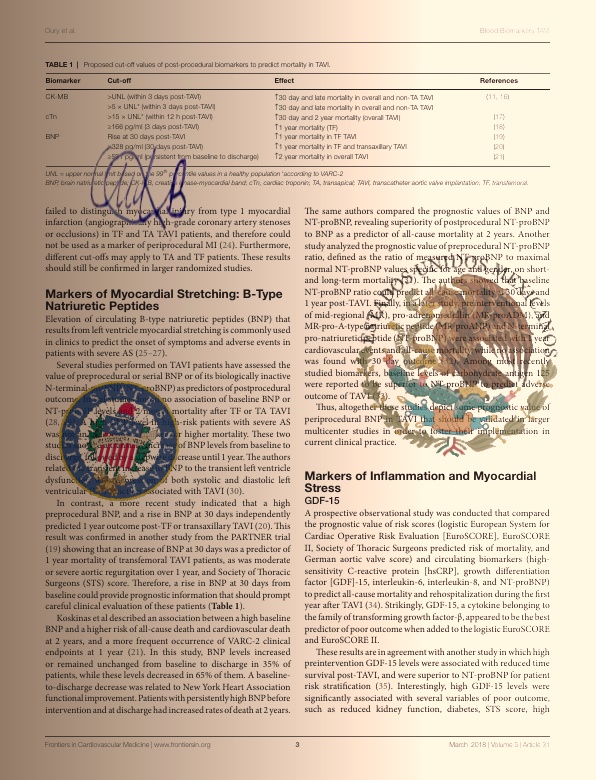 Oury et al.
Blood Biomarkers TAVI
TABLE 1 | Proposed cut-off values of post-procedural biomarkers to predict mortality in TAVI.
Biomarker Cut-off Effect References
CK-MB >UNL (within 3 days post-TAVI) ↑30 day and late mortality in overall and non-TA TAVI (11, 16)
>5 × UNL* (within 3 days post-TAVI) ↑30 day and late mortality in overall and non-TA TAVI
cTn >15 × UNL* (within 12 h post-TAVI) ↑30 day and 2 year mortality (overall TAVI) (17)
≥166 pg/ml (3 days post-TAVI) ↑1 year mortality (TF) (18)
BNP Rise at 30 days post-TAVI ↑1 year mortality in TF TAVI (19)
>328 pg/ml (30 days) ↑1 year mortality in TF and transaxillary TAVI (20)
(persistent from baseline to discharge) ↑2 year mortality in overall TAVI (21)
UNL = upper normal limit based on the 99th percentile values in a healthy population *according to VARC-2
BNP, brain natriuretic peptide; CK-MB, creatine kinase-myocardial band; cTn, cardiac troponin; TA, transapical; TAVI, transcatheter aortic valve implantation; TF, transfemoral.
failed to distinguish myocardial injury from type 1 myocardial
infarction (angiographically high-grade coronary artery stenoses
or occlusions) in TF and TA TAVI patients, and therefore could
not be used as a marker of periprocedural MI (24). Furthermore,
different cut-offs may apply to TA and TF patients. These results
should still be confirmed in larger randomized studies.
Markers of Myocardial Stretching: B-Type
Natriuretic Peptides
Elevation of circulating B-type natriuretic peptides (BNP) that
results from left ventricle myocardial stretching is commonly used
in clinics to predict the onset of symptoms and adverse events in
patients with severe AS (25–27).
Several studies performed on TAVI patients have assessed the
value of preprocedural or serial BNP or of its biologically inactive
N-terminal- proBNP) as predictors of postprocedural
outcome no association of baseline BNP or
NT- levels 2 mortality after TF or TA TAVI
(28, in high-risk patients with severe AS
was higher mortality. These two
of BNP levels from baseline to
decrease until 1 year. The authors
related transient increase BNP to the transient left ventricle
of both systolic and diastolic left
ventricular associated with TAVI (30).
In contrast, a more recent study indicated that a high
preprocedural BNP, and a rise in BNP at 30 days independently
predicted 1 year outcome post-TF or transaxillary TAVI (20). This
result was confirmed in another study from the PARTNER trial
(19) showing that an increase of BNP at 30 days was a predictor of
1 year mortality of transfemoral TAVI patients, as was moderate
or severe aortic regurgitation over 1 year, and Society of Thoracic
Surgeons (STS) score. Therefore, a rise in BNP at 30 days from
baseline could provide prognostic information that should prompt
careful clinical evaluation of these patients (Table 1).
Koskinas et al described an association between a high baseline
BNP and a higher risk of all-cause death and cardiovascular death
at 2 years, and a more frequent occurrence of VARC-2 clinical
endpoints at 1 year (21). In this study, BNP levels increased
or remained unchanged from baseline to discharge in 35% of
patients, while these levels decreased in 65% of them. A baseline-
to-discharge decrease was related to New York Heart Association
functional improvement. Patients with persistently high BNP before
intervention and at discharge had increased rates of death at 2 years.
The same authors compared the prognostic values of BNP and
NT-proBNP, revealing superiority of postprocedural NT-proBNP
to BNP as a predictor of all-cause mortality at 2 years. Another
study analyzed the prognostic value of preprocedural NT-proBNP
ratio, defined as the ratio of measured NT-proBNP to maximal
normal NT-proBNP values specific for age and gender, on short-
and long-term mortality (31). The authors showed that baseline
NT-proBNP ratio could predict all-cause mortality at 30 days and
1 year post-TAVI. Finally, in a last study, preinterventional levels
of mid-regional (MR), pro-adrenomodulin (MR-proADM), and
MR-pro-A-type natriuretic peptide (MR-proANP) and N-terminal
pro-natriuretic peptide (NT-proBNP) were associated with 1 year
cardiovascular events and all-cause mortality while no association
was found with 30 day outcome Among most recently
studied biomarkers, baseline levels of carbohydrate antigen 125
were reported to be superior to NT-proBNP to predict adverse
outcome of TAVI (33).
Thus, altogether these studies depict some prognostic value of
periprocedural BNP in TAVI that should be validated in larger
multicenter studies in order to foster their implementation in
current clinical practice.
Markers of Inflammation and Myocardial
Stress
GDF-15
A prospective observational study was conducted that compared
the prognostic value of risk scores (logistic European System for
Cardiac Operative Risk Evaluation [EuroSCORE], EuroSCORE
II, Society of Thoracic Surgeons predicted risk of mortality, and
German aortic valve score) and circulating biomarkers (high-
sensitivity C-reactive protein [hsCRP], growth differentiation
factor [GDF]-15, interleukin-6, interleukin-8, and NT-proBNP)
to predict all-cause mortality and rehospitalization during the first
year after TAVI (34). Strikingly, GDF-15, a cytokine belonging to
the family of transforming growth factor-β, appeared to be the best
predictor of poor outcome when added to the logistic EuroSCORE
and EuroSCORE II.
These results are in agreement with another study in which high
preintervention GDF-15 levels were associated with reduced time
survival post-TAVI, and were superior to NT-proBNP for patient
risk stratification (35). Interestingly, high GDF-15 levels were
significantly associated with several variables of poor outcome,
such as reduced kidney function, diabetes, STS score, high
Frontiers in Cardiovascular Medicine | www.frontiersin.org
3
March 2018 | Volume 5 | Article 31